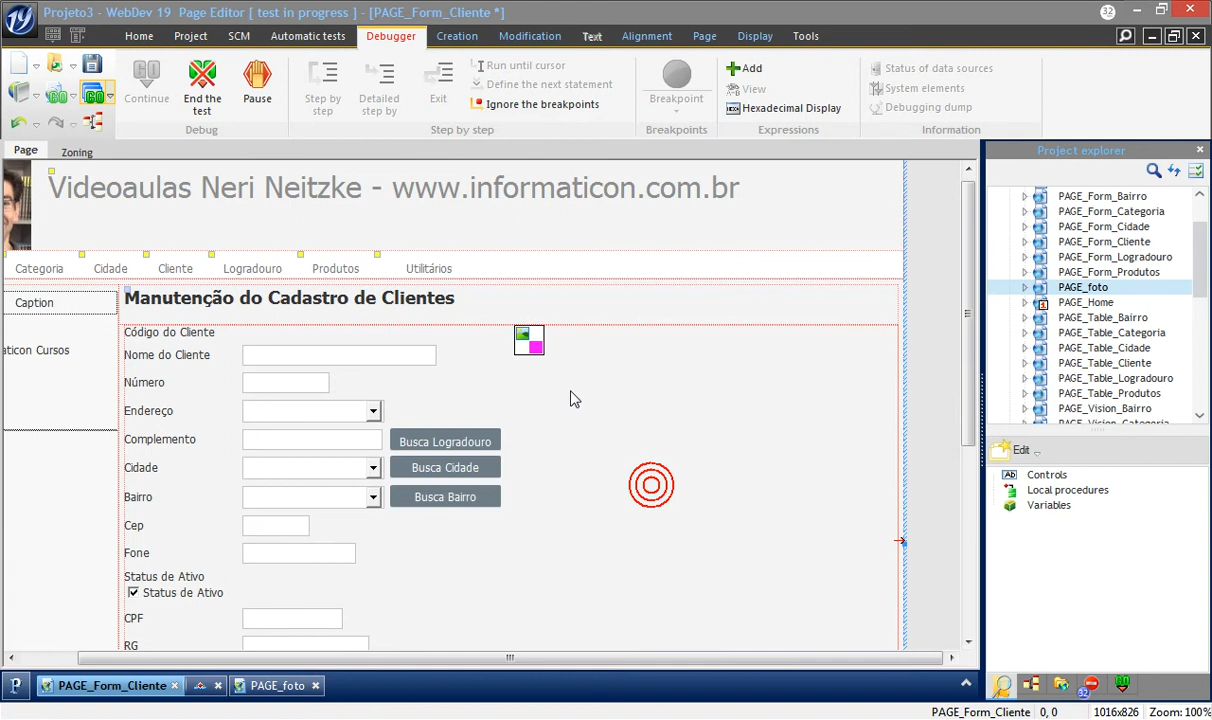 Projeto3 - WebDev 19 Page Editor [ test in progress ] - [PAGE_Form_Cliente *]
32
19
Home Project SCM Automatic tests Debugger Creation Modification Text Alignment Page Display Tools
GO
Continue
End the
test
Pause
Step by
step
Detailed
step by
Exit
Run until cursor
Define the next statement
Ignore the breakpoints
Breakpoint
Add
View
Hexadecimal Display
Status of data sources
System elements
Debugging dump
Debug Step by step Breakpoints Expressions Information
Page Zoning
Videoaulas Neri Neitzke - www.informaticon.com.br
Categoria Cidade Cliente Logradouro Produtos Utilitários
Caption
aticon Cursos
Manutenção do Cadastro de Clientes
Código do Cliente
Nome do Cliente
Número
Endereço
Complemento Busca Logradouro
Cidade Busca Cidade
Bairro Busca Bairro
Cep
Fone
Status de Ativo
Status de Ativo
CPF
RG
Project explorer
PAGE_Form_Bairro
PAGE_Form_Categoria
PAGE_Form_Cidade
PAGE_Form_Cliente
PAGE_Form_Logradouro
PAGE_Form_Produtos
PAGE_foto
PAGE_Home
PAGE_Table_Bairro
PAGE_Table_Categoria
PAGE_Table_Cidade
PAGE_Table_Cliente
PAGE_Table_Logradouro
PAGE_Table_Produtos
PAGE_Vision_Bairro
PAGE_Vision_Categoria
Edit
Controls
Local procedures
Variables
PAGE_Form_Cliente PAGE_foto
32
PAGE_Form_Cliente 0, 0 1016x826 Zoom: 100%